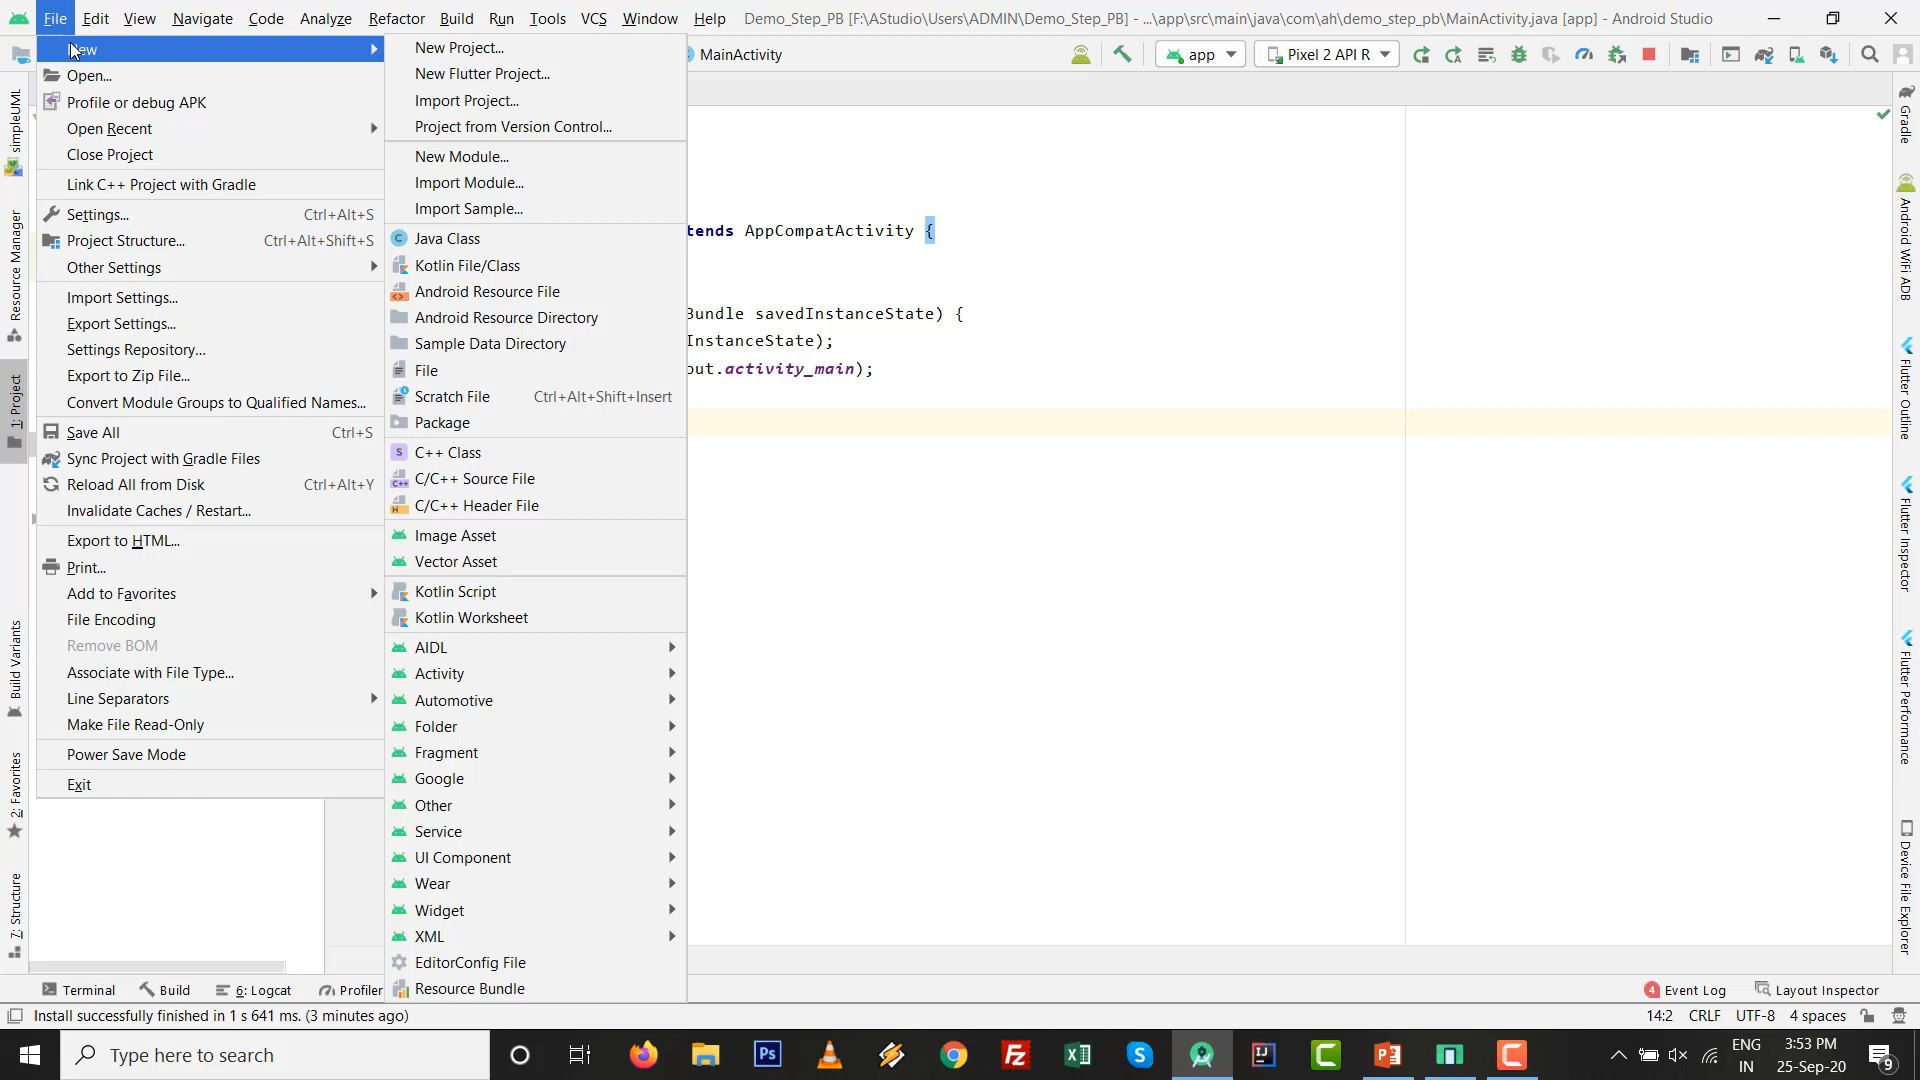 File Edit View Navigate Code Analyze Refactor Build Run Tools VCS Window Help Demo_Step_PB [F:\AStudio\Users\ADMIN\Demo_Step_PB] - ...\app\src\main\java\com\ah\demo_step_pb\MainActivity.java [app] - Android Studio
MainActivity app Pixel 2 API R
New
Open...
Profile or debug APK
Open Recent
Close Project
Link C++ Project with Gradle
Settings... Ctrl+Alt+S
Project Structure... Ctrl+Alt+Shift+S
Other Settings
Import Settings...
Export Settings...
Settings Repository...
Export to Zip File...
Convert Module Groups to Qualified Names...
Save All Ctrl+S
Sync Project with Gradle Files
Reload All from Disk Ctrl+Alt+Y
Invalidate Caches / Restart...
Export to HTML...
Print...
Add to Favorites
File Encoding
Remove BOM
Associate with File Type...
Line Separators
Make File Read-Only
Power Save Mode
Exit
New Project...
New Flutter Project...
Import Project...
Project from Version Control...
New Module...
Import Module...
Import Sample...
Java Class
Kotlin File/Class
Android Resource File
Android Resource Directory
Sample Data Directory
File
Scratch File Ctrl+Alt+Shift+Insert
Package
C++ Class
C/C++ Source File
C/C++ Header File
Image Asset
Vector Asset
Kotlin Script
Kotlin Worksheet
AIDL
Activity
Automotive
Folder
Fragment
Google
Other
Service
UI Component
Wear
Widget
XML
EditorConfig File
Resource Bundle
tends AppCompatActivity {
Bundle savedInstanceState) {
InstanceState);
out.activity_main);
simpleUML
Resource Manager
1: Project
Build Variants
2: Favorites
7: Structure
Gradle
Android WiFi ADB
Flutter Outline
Flutter Inspector
Flutter Performance
Device File Explorer
Terminal Build 6: Logcat Profiler 4 Event Log Layout Inspector
Install successfully finished in 1 s 641 ms. (3 minutes ago) 14:2 CRLF UTF-8 4 spaces
Type here to search
ENG
IN
3:53 PM
25-Sep-20
9